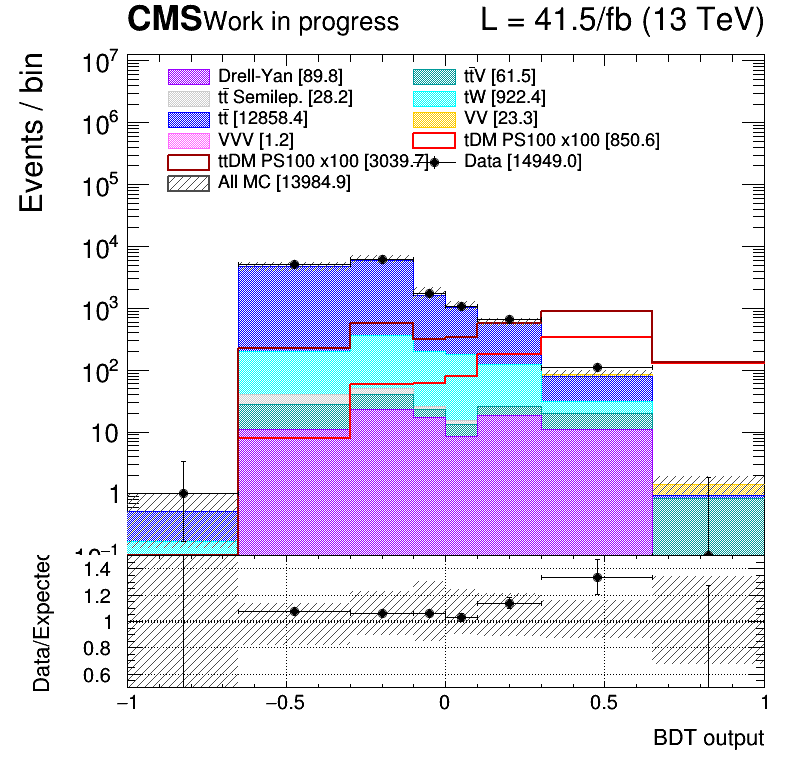 CMS Work in progress L = 41.5/fb (13 TeV)
Events / bin
10⁷
10⁶
10⁵
10⁴
10³
10²
10
1
10⁻¹
Drell-Yan [89.8]
tt̄V [61.5]
tt̄ Semilep. [28.2]
tW [922.4]
tt̄ [12858.4]
VV [23.3]
VVV [1.2]
tDM PS100 x100 [850.6]
ttDM PS100 x100 [3039.7]
Data [14949.0]
All MC [13984.9]
Data/Expected
1.4
1.2
1
0.8
0.6
−1 −0.5 0 0.5 1
BDT output